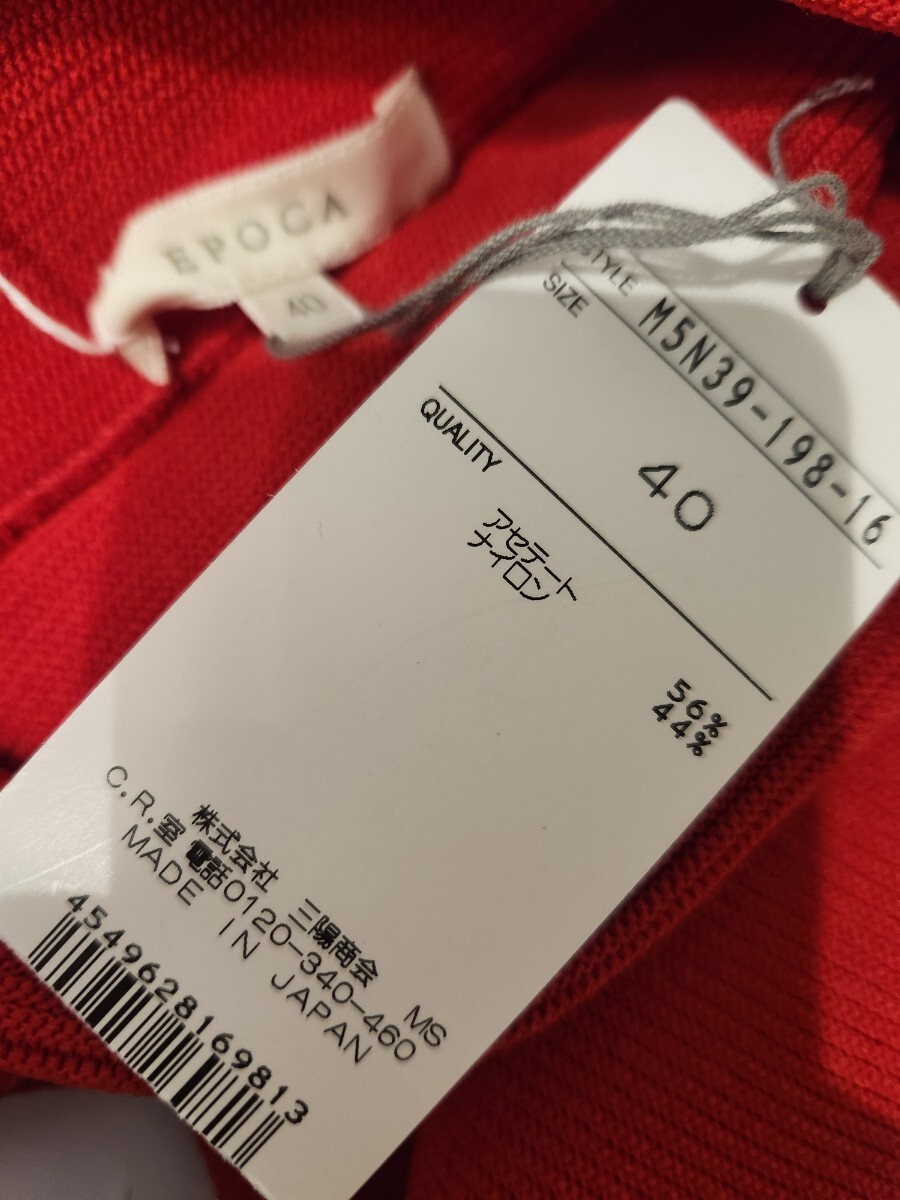 EPOCA
40
STYLE M5N39-198-16
SIZE 40
QUALITY
アセテート 56%
ナイロン 44%
株式会社 三陽商会 MS
C.R.室 電話0120-340-460
MADE IN JAPAN
4549628169813